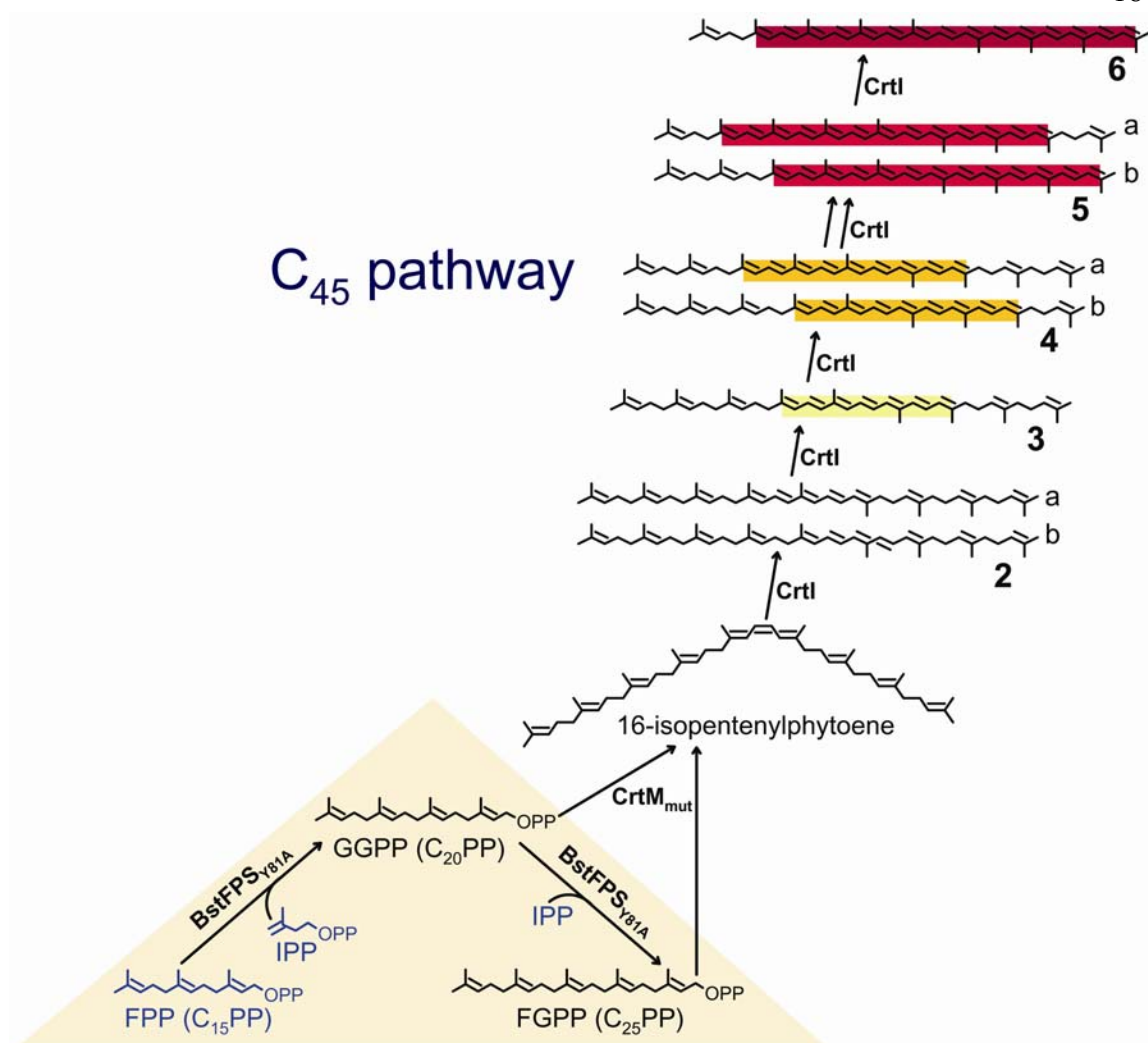 6
CrtI
a
b
5
CrtI
C45 pathway
a
b
4
CrtI
3
CrtI
a
b
2
CrtI
16-isopentenylphytoene
CrtMmut
OPP
GGPP (C20PP)
BstFPSY81A
BstFPSY81A
IPP
OPP
IPP
OPP
FPP (C15PP)
OPP
FGPP (C25PP)